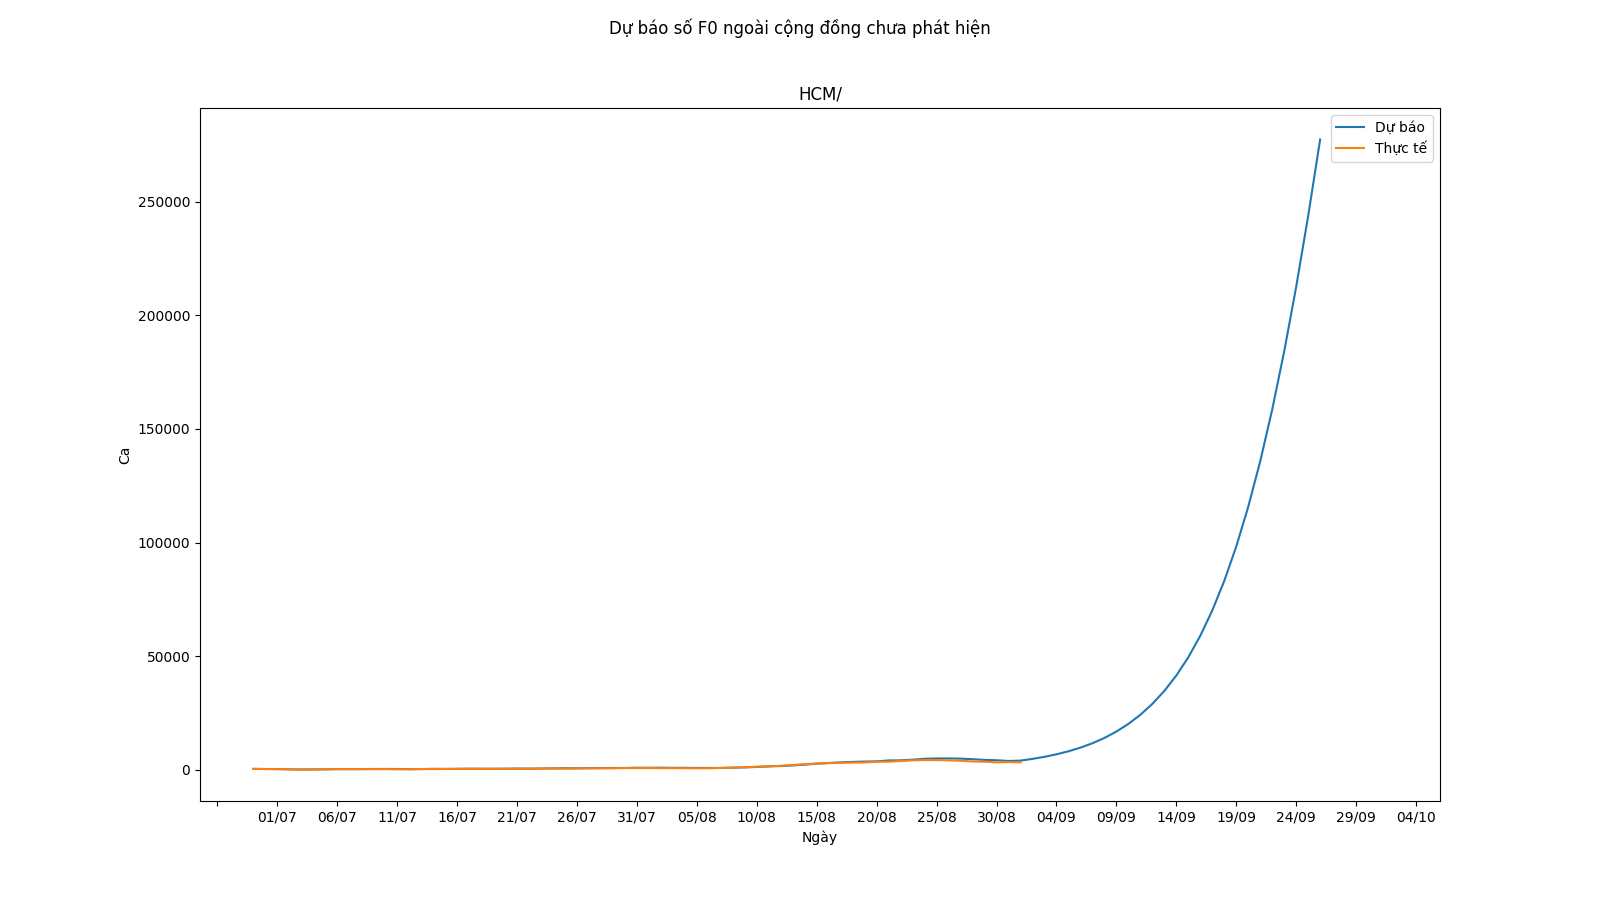 Dự báo số F0 ngoài cộng đồng chưa phát hiện
HCM/
Dự báo
Thực tế
250000
200000
150000
100000
50000
0
Ca
01/07 06/07 11/07 16/07 21/07 26/07 31/07 05/08 10/08 15/08 20/08 25/08 30/08 04/09 09/09 14/09 19/09 24/09 29/09 04/10
Ngày